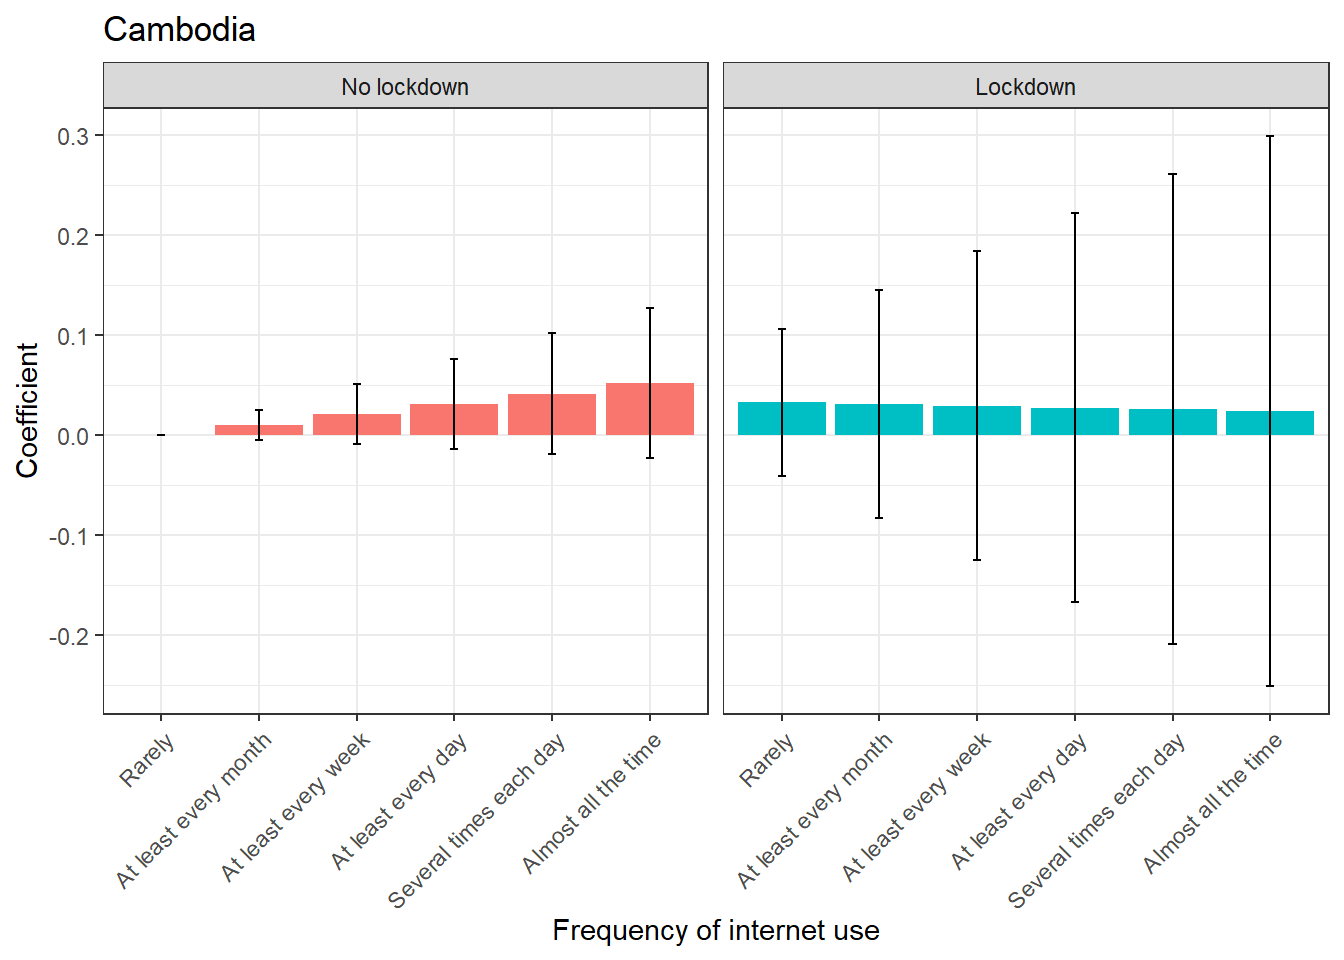 Cambodia
No lockdown
Lockdown
0.3
0.2
0.1
0.0
-0.1
-0.2
Coefficient
Rarely
At least every month
At least every week
At least every day
Several times each day
Almost all the time
Rarely
At least every month
At least every week
At least every day
Several times each day
Almost all the time
Frequency of internet use